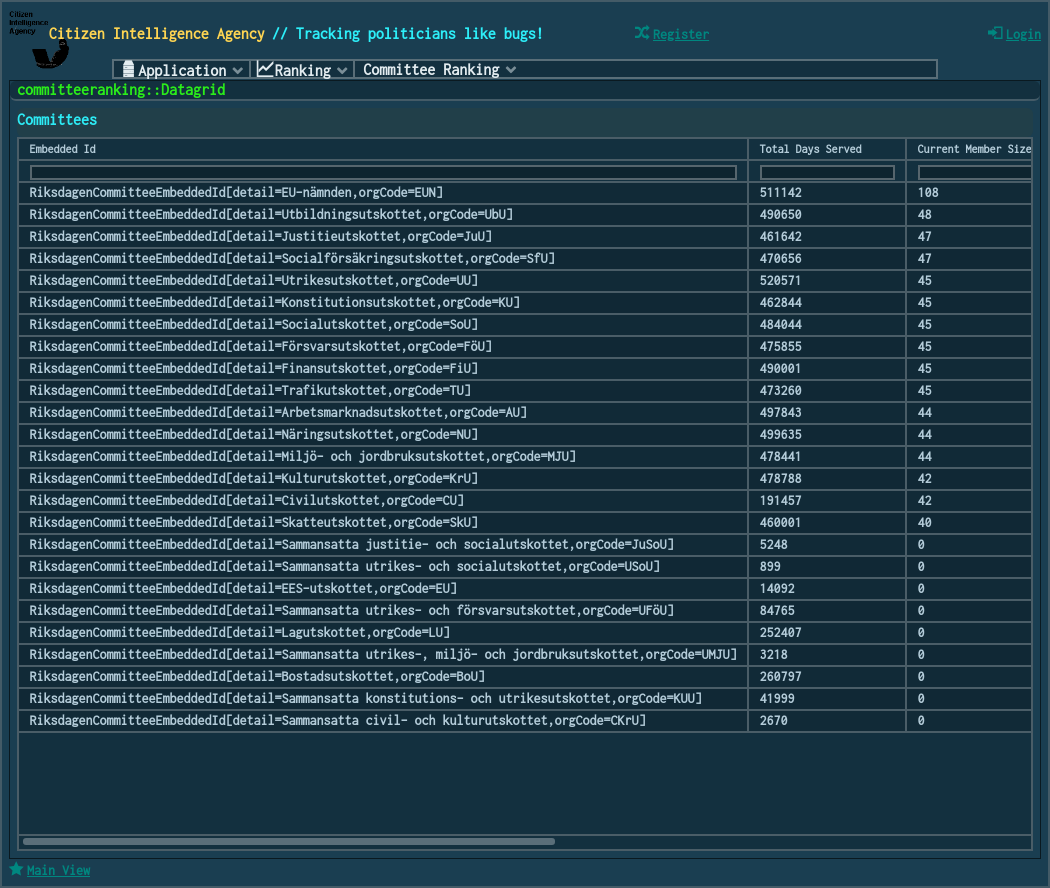 Citizen
Intelligence
Agency
Citizen Intelligence Agency // Tracking politicians like bugs!
Register
Login
Application
Ranking
Committee Ranking
committeeranking::Datagrid
Committees
Embedded Id Total Days Served Current Member Size
RiksdagenCommitteeEmbeddedId[detail=EU-nämnden,orgCode=EUN] 511142 108
RiksdagenCommitteeEmbeddedId[detail=Utbildningsutskottet,orgCode=UbU] 490650 48
RiksdagenCommitteeEmbeddedId[detail=Justitieutskottet,orgCode=JuU] 461642 47
RiksdagenCommitteeEmbeddedId[detail=Socialförsäkringsutskottet,orgCode=SfU] 470656 47
RiksdagenCommitteeEmbeddedId[detail=Utrikesutskottet,orgCode=UU] 520571 45
RiksdagenCommitteeEmbeddedId[detail=Konstitutionsutskottet,orgCode=KU] 462844 45
RiksdagenCommitteeEmbeddedId[detail=Socialutskottet,orgCode=SoU] 484044 45
RiksdagenCommitteeEmbeddedId[detail=Försvarsutskottet,orgCode=FöU] 475855 45
RiksdagenCommitteeEmbeddedId[detail=Finansutskottet,orgCode=FiU] 490001 45
RiksdagenCommitteeEmbeddedId[detail=Trafikutskottet,orgCode=TU] 473260 45
RiksdagenCommitteeEmbeddedId[detail=Arbetsmarknadsutskottet,orgCode=AU] 497843 44
RiksdagenCommitteeEmbeddedId[detail=Näringsutskottet,orgCode=NU] 499635 44
RiksdagenCommitteeEmbeddedId[detail=Miljö- och jordbruksutskottet,orgCode=MJU] 478441 44
RiksdagenCommitteeEmbeddedId[detail=Kulturutskottet,orgCode=KrU] 478788 42
RiksdagenCommitteeEmbeddedId[detail=Civilutskottet,orgCode=CU] 191457 42
RiksdagenCommitteeEmbeddedId[detail=Skatteutskottet,orgCode=SkU] 460001 40
RiksdagenCommitteeEmbeddedId[detail=Sammansatta justitie- och socialutskottet,orgCode=JuSoU] 5248 0
RiksdagenCommitteeEmbeddedId[detail=Sammansatta utrikes- och socialutskottet,orgCode=USoU] 899 0
RiksdagenCommitteeEmbeddedId[detail=EES-utskottet,orgCode=EU] 14092 0
RiksdagenCommitteeEmbeddedId[detail=Sammansatta utrikes- och försvarsutskottet,orgCode=UFöU] 84765 0
RiksdagenCommitteeEmbeddedId[detail=Lagutskottet,orgCode=LU] 252407 0
RiksdagenCommitteeEmbeddedId[detail=Sammansatta utrikes-, miljö- och jordbruksutskottet,orgCode=UMJU] 3218 0
RiksdagenCommitteeEmbeddedId[detail=Bostadsutskottet,orgCode=BoU] 260797 0
RiksdagenCommitteeEmbeddedId[detail=Sammansatta konstitutions- och utrikesutskottet,orgCode=KUU] 41999 0
RiksdagenCommitteeEmbeddedId[detail=Sammansatta civil- och kulturutskottet,orgCode=CKrU] 2670 0
Main View